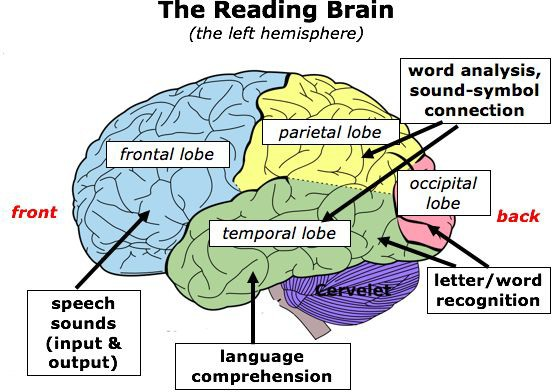 The Reading Brain
(the left hemisphere)
word analysis,
sound-symbol
connection
parietal lobe
frontal lobe
occipital
lobe
front
back
temporal lobe
letter/word
recognition
Cervelet
speech
sounds
(input &
output)
language
comprehension